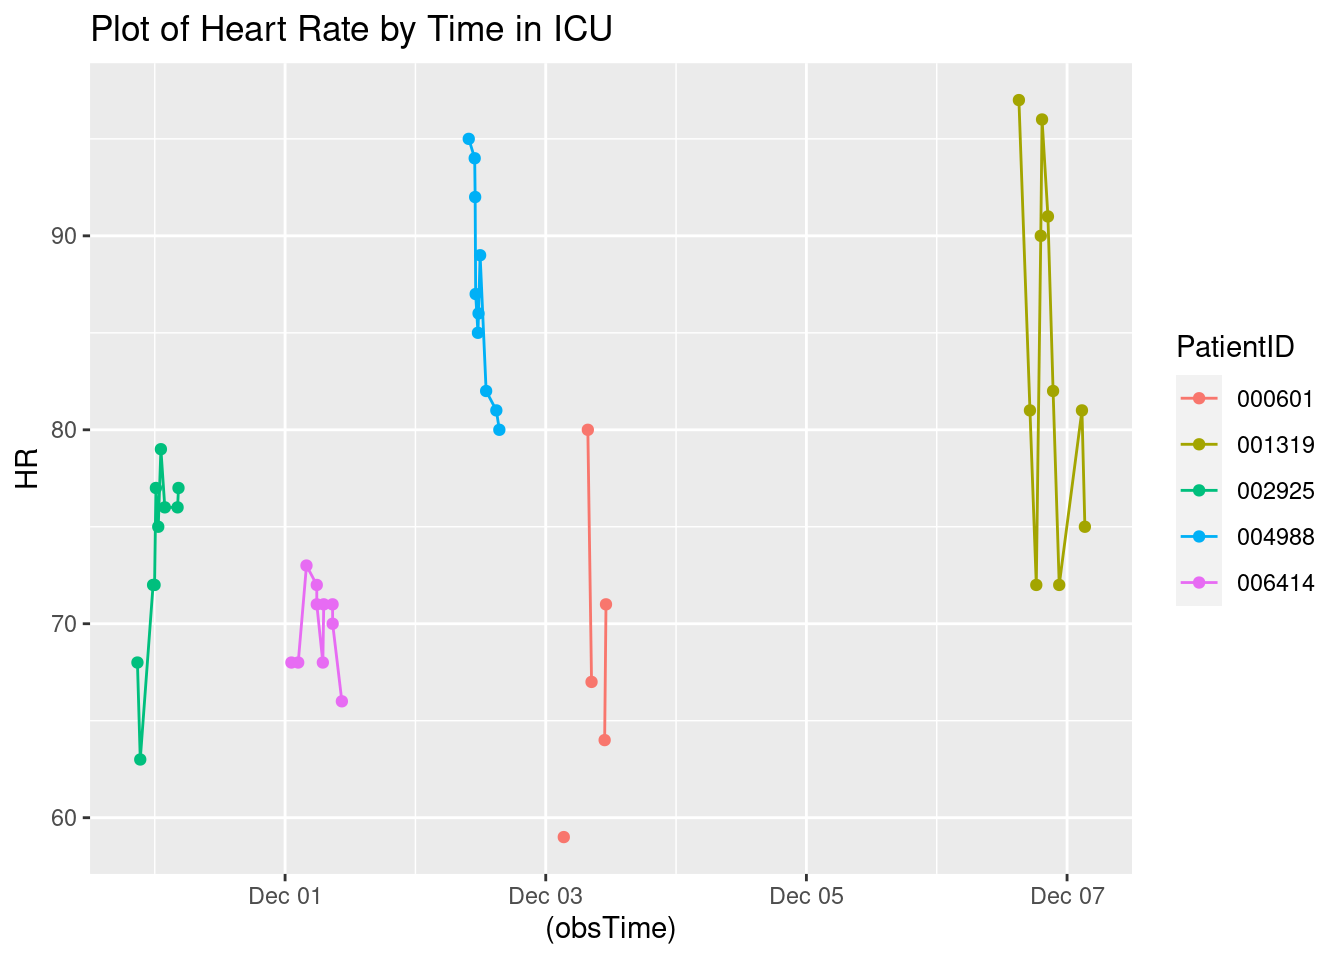 Plot of Heart Rate by Time in ICU
90
80
70
60
HR
Dec 01
Dec 03
Dec 05
Dec 07
(obsTime)
PatientID
000601
001319
002925
004988
006414